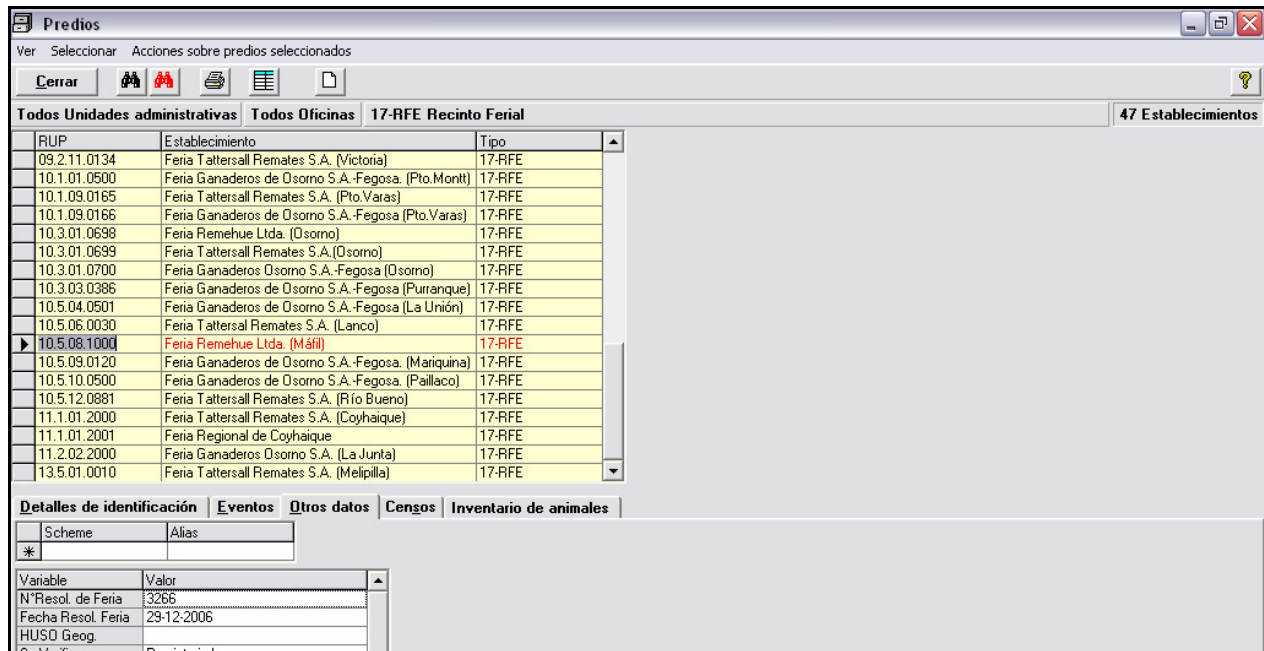 Predios
Ver Seleccionar Acciones sobre predios seleccionados
Cerrar
Todos Unidades administrativas Todos Oficinas 17-RFE Recinto Ferial 47 Establecimientos
RUP Establecimiento Tipo
09.2.11.0134 Feria Tattersall Remates S.A. (Victoria) 17-RFE
10.1.01.0500 Feria Ganaderos de Osorno S.A.-Fegosa. (Pto.Montt) 17-RFE
10.1.09.0165 Feria Tattersall Remates S.A. (Pto.Varas) 17-RFE
10.1.09.0166 Feria Ganaderos de Osorno S.A.-Fegosa (Pto.Varas) 17-RFE
10.3.01.0698 Feria Remehue Ltda. (Osorno) 17-RFE
10.3.01.0699 Feria Tattersall Remates S.A.(Osorno) 17-RFE
10.3.01.0700 Feria Ganaderos Osorno S.A.-Fegosa (Osorno) 17-RFE
10.3.03.0386 Feria Ganaderos de Osorno S.A.-Fegosa (Purranque) 17-RFE
10.5.04.0501 Feria Ganaderos de Osorno S.A.-Fegosa (La Unión) 17-RFE
10.5.06.0030 Feria Tattersal Remates S.A. (Lanco) 17-RFE
10.5.08.1000 Feria Remehue Ltda. (Máfil) 17-RFE
10.5.09.0120 Feria Ganaderos de Osorno S.A.-Fegosa. (Mariquina) 17-RFE
10.5.10.0500 Feria Ganaderos de Osorno S.A.-Fegosa. (Paillaco) 17-RFE
10.5.12.0881 Feria Tattersall Remates S.A. (Río Bueno) 17-RFE
11.1.01.2000 Feria Tattersall Remates S.A. (Coyhaique) 17-RFE
11.1.01.2001 Feria Regional de Coyhaique 17-RFE
11.2.02.2000 Feria Ganaderos Osorno S.A. (La Junta) 17-RFE
13.5.01.0010 Feria Tattersall Remates S.A. (Melipilla) 17-RFE
Detalles de identificación Eventos Otros datos Censos Inventario de animales
Scheme Alias
Variable Valor
N°Resol. de Feria 3266
Fecha Resol. Feria 29-12-2006
HUSO Geog.